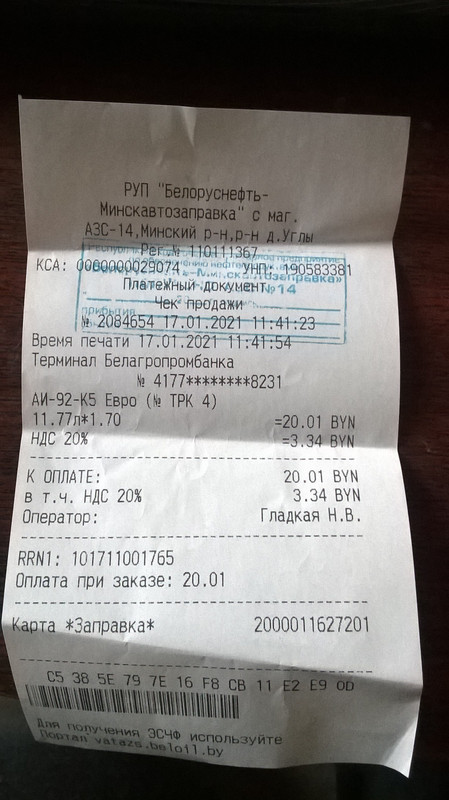 РУП "Белоруснефть-
Минскавтозаправка" с маг.
АЗС-14,Минский р-н,р-н д.Углы
Рег.№ 110111367
КСА: 0000000029074 УНП: 190583381
Платежный документ
Чек продажи
№ 2084654 17.01.2021 11:41:23
Время печати 17.01.2021 11:41:54
Терминал Белагропромбанка
№ 4177********8231
АИ-92-К5 Евро (№ ТРК 4)
11.77л*1.70 =20.01 BYN
НДС 20% =3.34 BYN
К ОПЛАТЕ: 20.01 BYN
в т.ч. НДС 20% 3.34 BYN
Оператор: Гладкая Н.В.
RRN1: 101711001765
Оплата при заказе: 20.01
Карта *Заправка* 2000011627201
C5 38 5E 79 7E 16 F8 CB 11 E2 E9 0D
Для получения ЭСЧФ используйте
Портал vatazs.beloil.by